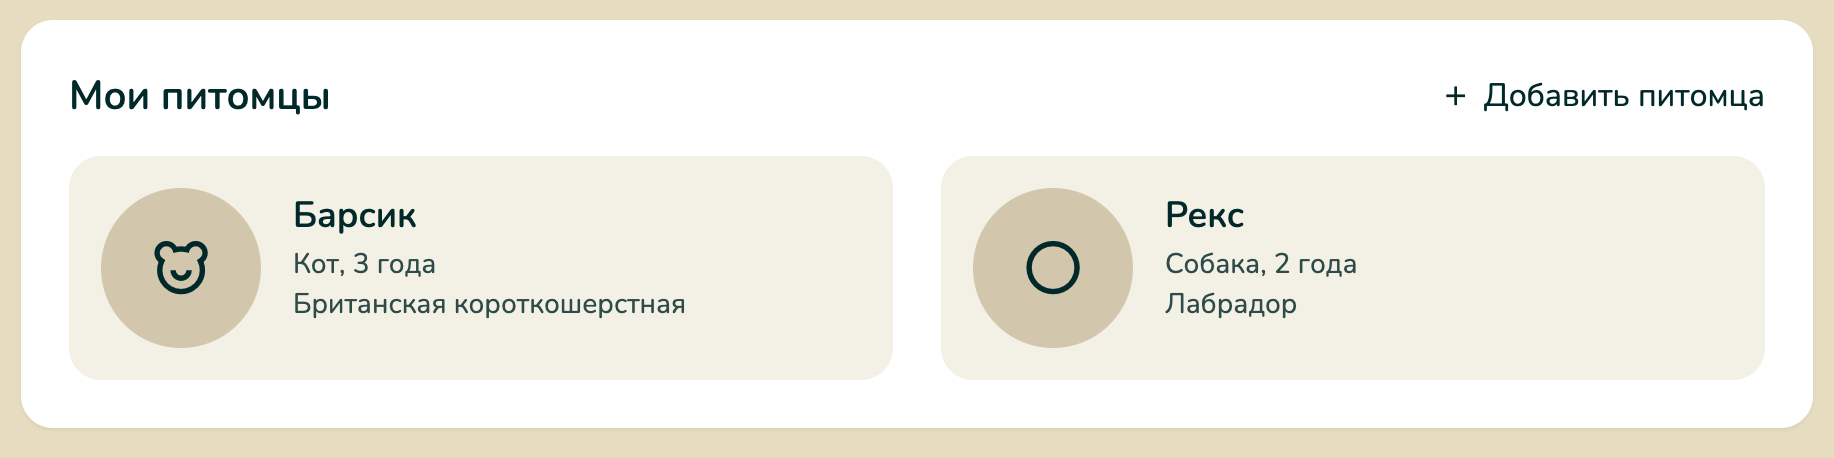 Мои питомцы
+ Добавить питомца
Барсик
Кот, 3 года
Британская короткошерстная
Рекс
Собака, 2 года
Лабрадор